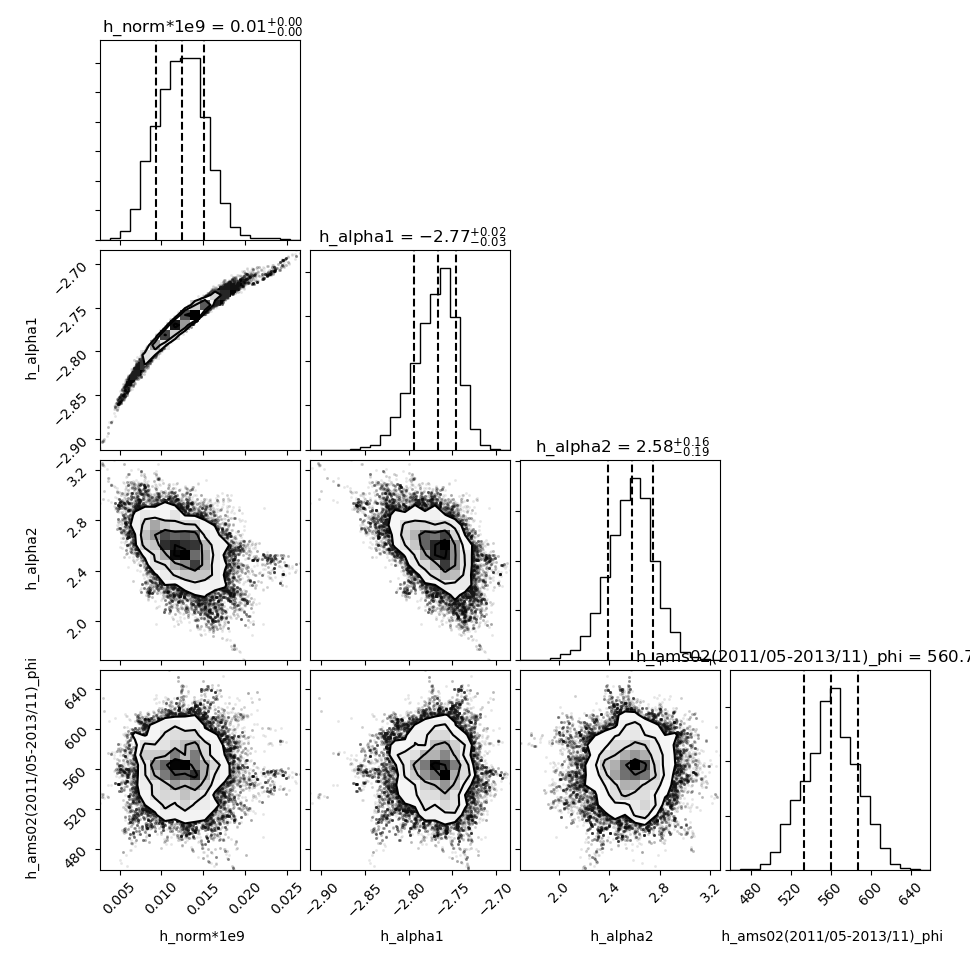 h_norm*1e9 = 0.01+0.00−0.00
h_alpha1 = −2.77+0.02−0.03
−2.70
−2.75
−2.80
−2.85
−2.90
h_alpha1
h_alpha2 = 2.58+0.16−0.19
3.2
2.8
2.4
2.0
h_alpha2
h_ams02(2011/05-2013/11)_phi = 560.7
640
600
560
520
480
h_ams02(2011/05-2013/11)_phi
0.005 0.010 0.015 0.020 0.025
−2.90 −2.85 −2.80 −2.75 −2.70
2.0 2.4 2.8 3.2
480 520 560 600 640
h_norm*1e9
h_alpha1
h_alpha2
h_ams02(2011/05-2013/11)_phi